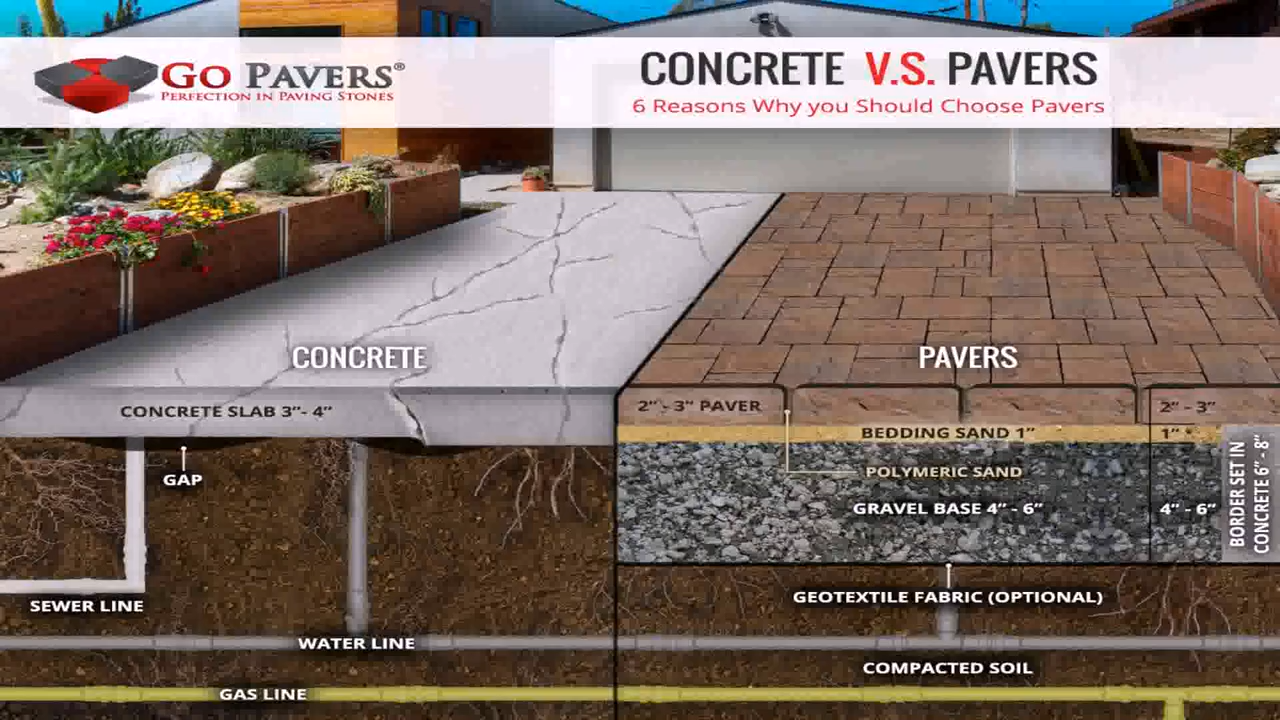 GO PAVERS®
PERFECTION IN PAVING STONES
CONCRETE V.S. PAVERS
6 Reasons Why you Should Choose Pavers
CONCRETE
PAVERS
CONCRETE SLAB 3”- 4”
2” - 3” PAVER
2” - 3”
BEDDING SAND 1”
1”
GAP
POLYMERIC SAND
GRAVEL BASE 4” - 6”
4” - 6”
BORDER SET IN
CONCRETE 6” - 8”
SEWER LINE
GEOTEXTILE FABRIC (OPTIONAL)
WATER LINE
COMPACTED SOIL
GAS LINE